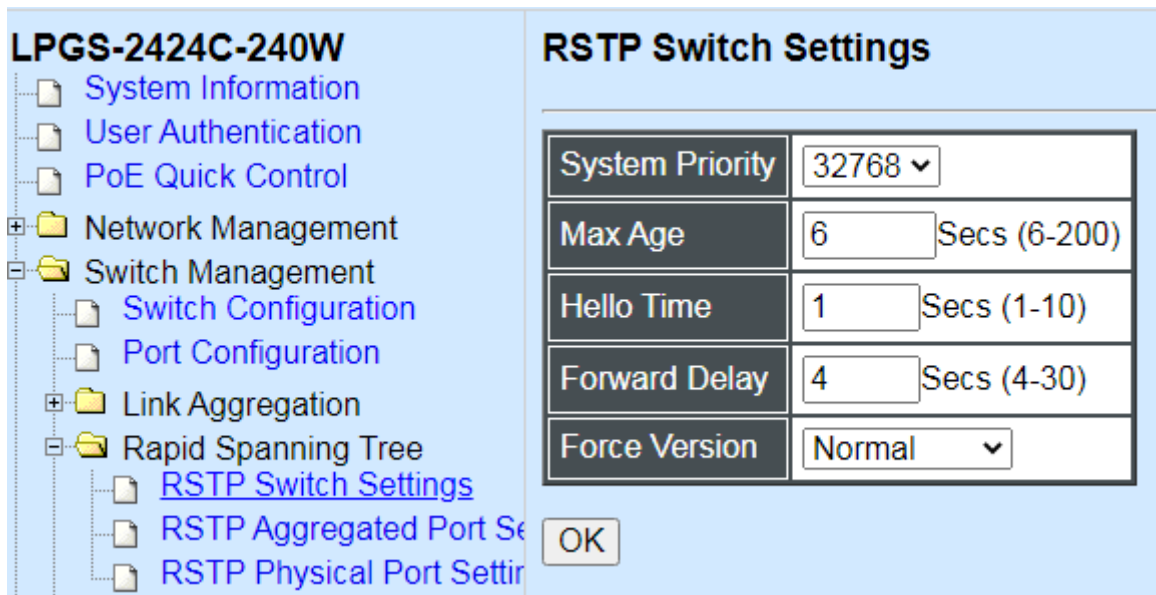 LPGS-2424C-240W
System Information
User Authentication
PoE Quick Control
Network Management
Switch Management
Switch Configuration
Port Configuration
Link Aggregation
Rapid Spanning Tree
RSTP Switch Settings
RSTP Aggregated Port Se
RSTP Physical Port Settin
RSTP Switch Settings
System Priority 32768
Max Age 6 Secs (6-200)
Hello Time 1 Secs (1-10)
Forward Delay 4 Secs (4-30)
Force Version Normal
OK